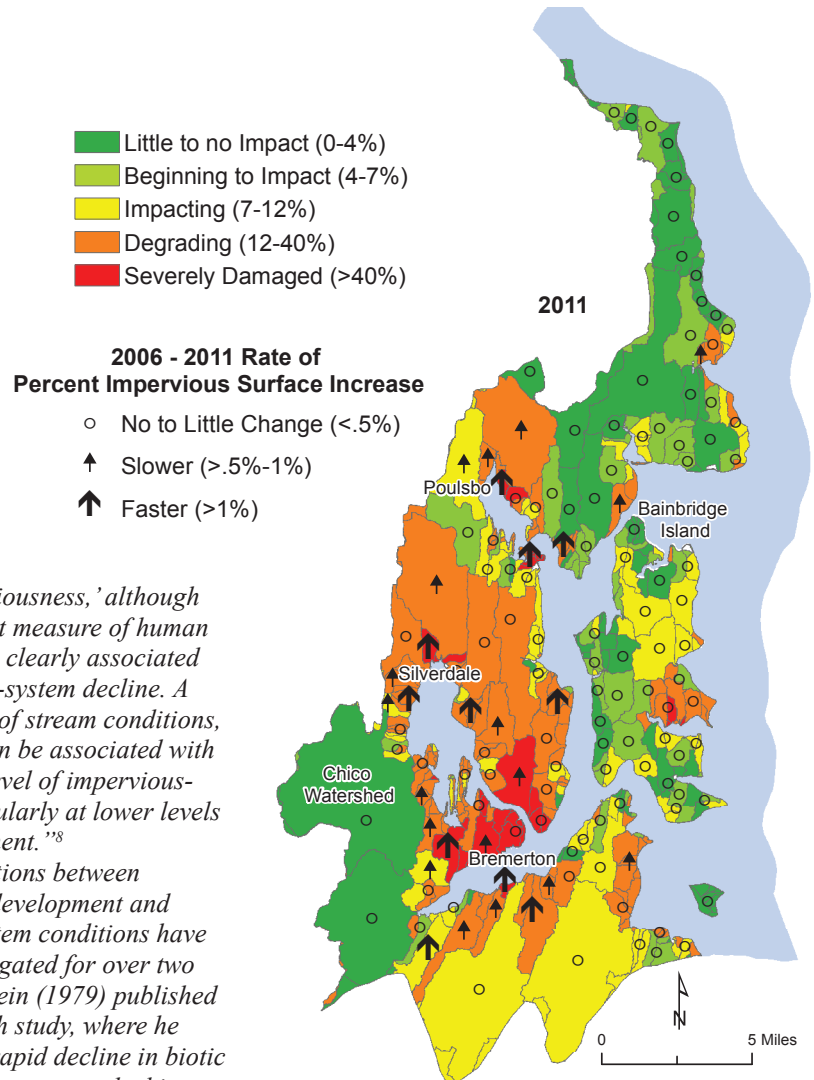 Little to no Impact (0-4%)
Beginning to Impact (4-7%)
Impacting (7-12%)
Degrading (12-40%)
Severely Damaged (>40%)
2011
2006 - 2011 Rate of
Percent Impervious Surface Increase
No to Little Change (<.5%)
Slower (>.5%-1%)
Faster (>1%)
Poulsbo
Bainbridge
Island
Silverdale
Chico
Watershed
Bremerton
N
0 5 Miles
iousness,' although
t measure of human
clearly associated
-system decline. A
of stream conditions,
n be associated with
evel of impervious-
ularly at lower levels
ent."8
tions between
development and
tem conditions have
gated for over two
ein (1979) published
h study, where he
rapid decline in biotic